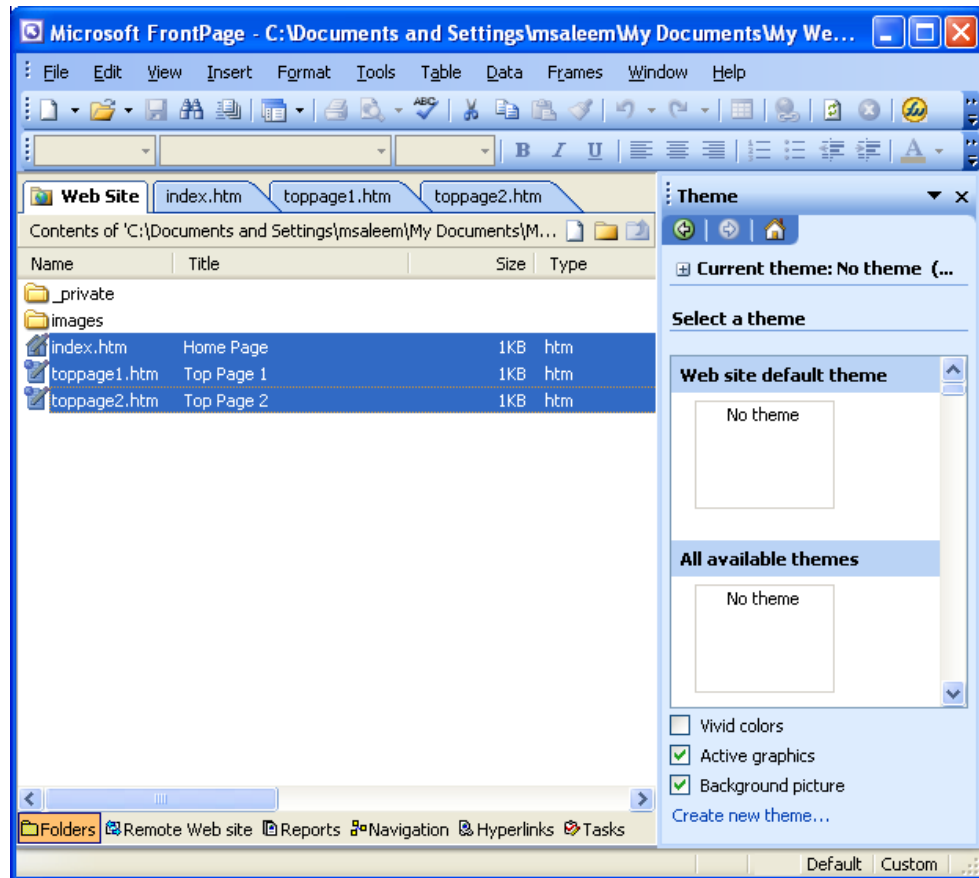 Microsoft FrontPage - C:\Documents and Settings\msaleem\My Documents\My We...
File Edit View Insert Format Tools Table Data Frames Window Help
ABC
B I U A
Web Site index.htm toppage1.htm toppage2.htm
Contents of 'C:\Documents and Settings\msaleem\My Documents\M...
Name Title Size Type
_private
images
index.htm Home Page 1KB htm
toppage1.htm Top Page 1 1KB htm
toppage2.htm Top Page 2 1KB htm
Folders Remote Web site Reports Navigation Hyperlinks Tasks
Theme
Current theme: No theme (...
Select a theme
Web site default theme
No theme
All available themes
No theme
Vivid colors
Active graphics
Background picture
Create new theme...
Default Custom